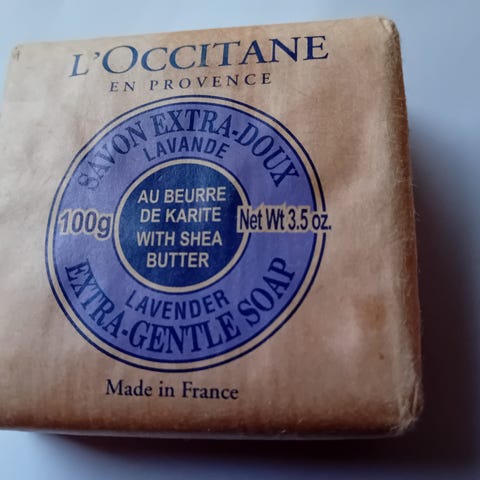 L'OCCITANE
EN PROVENCE
SAVON EXTRA-DOUX
LAVANDE
100g
AU BEURRE
DE KARITE
WITH SHEA
BUTTER
Net Wt 3.5 oz.
LAVENDER
EXTRA-GENTLE SOAP
Made in France